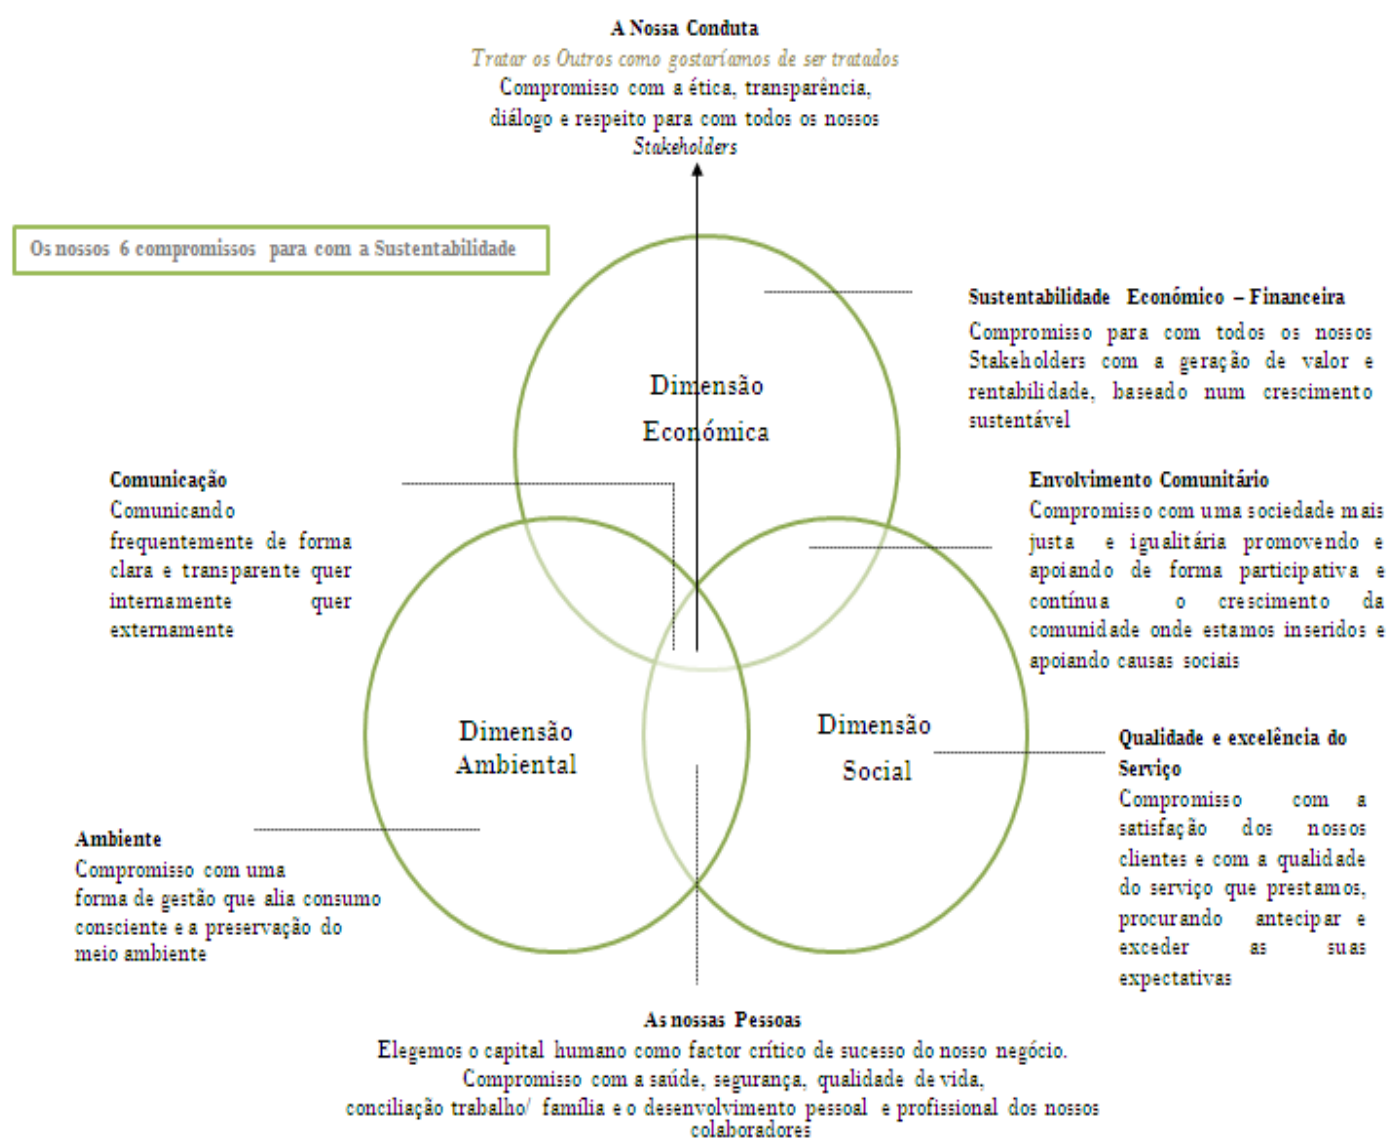 A Nossa Conduta
Tratar os Outros como gostaríamos de ser tratados
Compromisso com a ética, transparência,
diálogo e respeito para com todos os nossos
Stakeholders
Os nossos 6 compromissos para com a Sustentabilidade
Sustentabilidade Económico – Financeira
Compromisso para com todos os nossos
Stakeholders com a geração de valor e
rentabilidade, baseado num crescimento
sustentável
Dimensão
Económica
Comunicação
Comunicando
frequentemente de forma
clara e transparente quer
internamente quer
externamente
Envolvimento Comunitário
Compromisso com uma sociedade mais
justa e igualitária promovendo e
apoiando de forma participativa e
contínua o crescimento da
comunidade onde estamos inseridos e
apoiando causas sociais
Dimensão
Ambiental
Dimensão
Social
Qualidade e excelência do
Serviço
Compromisso com a
satisfação dos nossos
clientes e com a qualidade
do serviço que prestamos,
procurando antecipar e
exceder as suas
expectativas
Ambiente
Compromisso com uma
forma de gestão que alia consumo
consciente e a preservação do
meio ambiente
As nossas Pessoas
Elegemos o capital humano como factor crítico de sucesso do nosso negócio.
Compromisso com a saúde, segurança, qualidade de vida,
conciliação trabalho/ família e o desenvolvimento pessoal e profissional dos nossos
colaboradores